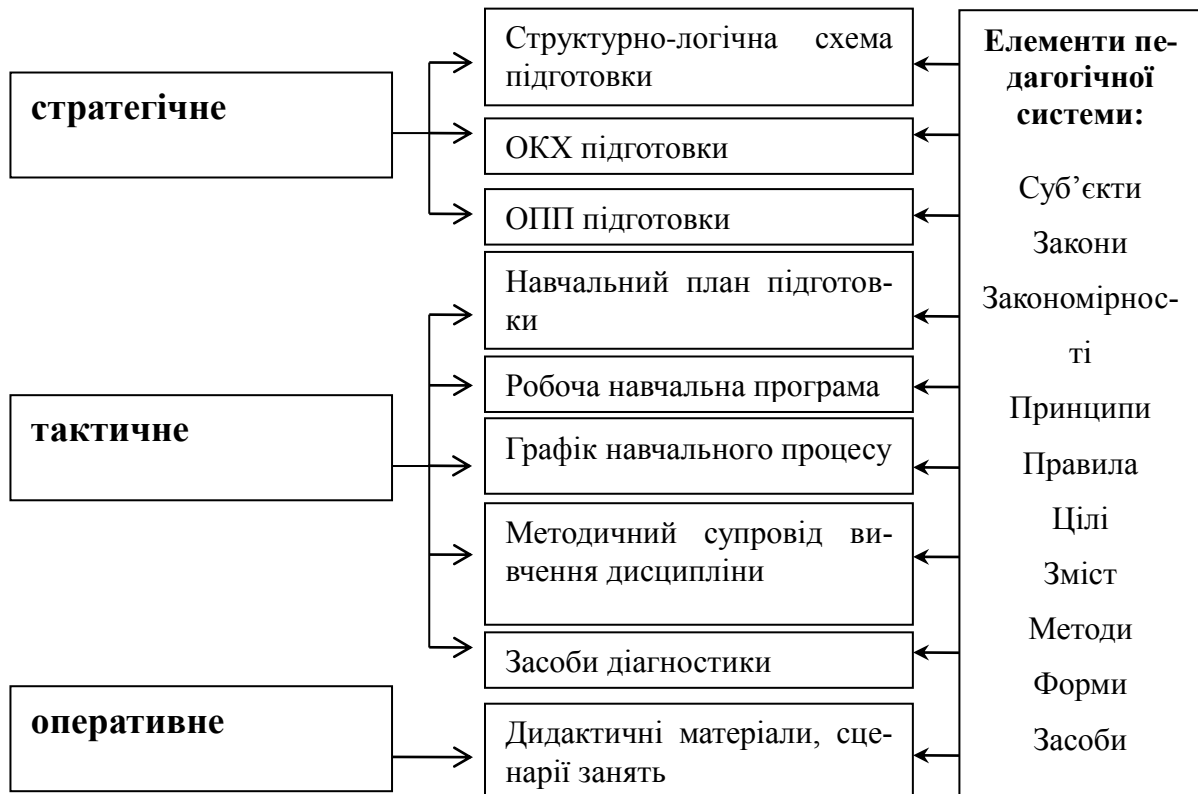 стратегічне
Структурно-логічна схема
підготовки
ОКХ підготовки
ОПП підготовки
тактичне
Навчальний план підготов-
ки
Робоча навчальна програма
Графік навчального процесу
Методичний супровід ви-
вчення дисципліни
Засоби діагностики
оперативне
Дидактичні матеріали, сце-
нарії занять
Елементи пе-
дагогічної
системи:
Суб’єкти
Закони
Закономірнос-
ті
Принципи
Правила
Цілі
Зміст
Методи
Форми
Засоби